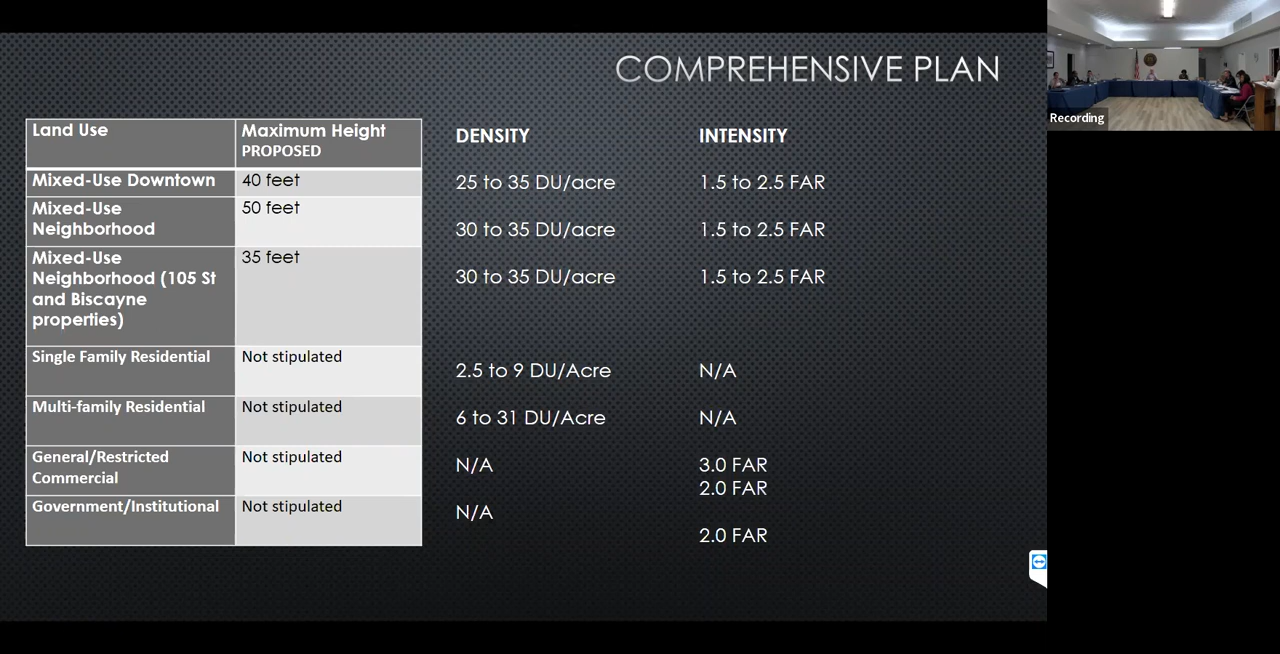 COMPREHENSIVE PLAN
Land Use
Maximum Height
PROPOSED
DENSITY
INTENSITY
Mixed-Use Downtown
40 feet
25 to 35 DU/acre
1.5 to 2.5 FAR
Mixed-Use
Neighborhood
50 feet
30 to 35 DU/acre
1.5 to 2.5 FAR
Mixed-Use
Neighborhood (105 St
and Biscayne
properties)
35 feet
30 to 35 DU/acre
1.5 to 2.5 FAR
Single Family Residential
Not stipulated
2.5 to 9 DU/Acre
N/A
Multi-family Residential
Not stipulated
6 to 31 DU/Acre
N/A
General/Restricted
Commercial
Not stipulated
N/A
3.0 FAR
2.0 FAR
Government/Institutional
Not stipulated
N/A
2.0 FAR
Recording